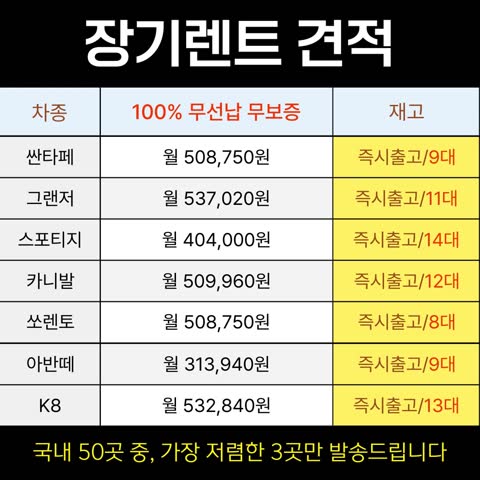 장기렌트 견적
차종 100% 무선납 무보증 재고
싼타페 월 508,750원 즉시출고/9대
그랜저 월 537,020원 즉시출고/11대
스포티지 월 404,000원 즉시출고/14대
카니발 월 509,960원 즉시출고/12대
쏘렌토 월 508,750원 즉시출고/8대
아반떼 월 313,940원 즉시출고/9대
K8 월 532,840원 즉시출고/13대
국내 50곳 중, 가장 저렴한 3곳만 발송드립니다